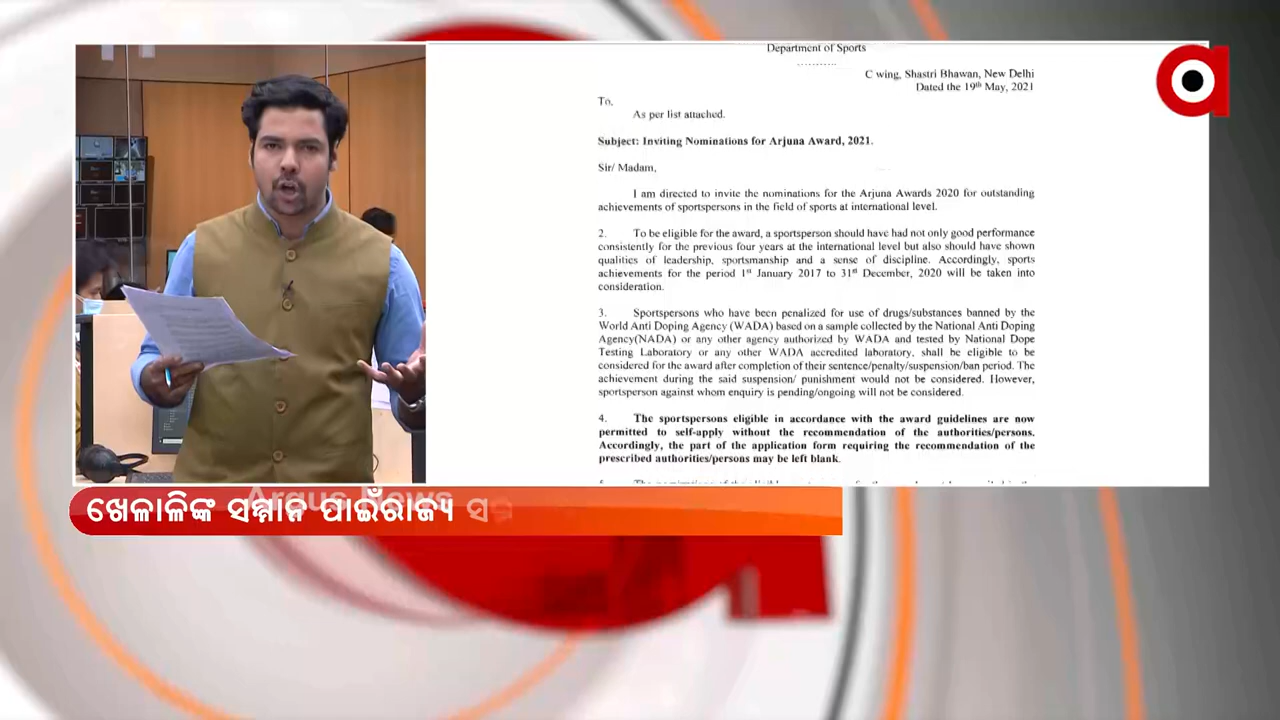 Department of Sports
C wing, Shastri Bhawan, New Delhi
Dated the 19th May, 2021
To,
As per list attached.
Subject: Inviting Nominations for Arjuna Award, 2021.
Sir/ Madam,
I am directed to invite the nominations for the Arjuna Awards 2020 for outstanding
achievements of sportspersons in the field of sports at international level.
2. To be eligible for the award, a sportsperson should have had not only good performance
consistently for the previous four years at the international level but also should have shown
qualities of leadership, sportsmanship and a sense of discipline. Accordingly, sports
achievements for the period 1st January 2017 to 31st December, 2020 will be taken into
consideration.
3. Sportspersons who have been penalized for use of drugs/substances banned by the
World Anti Doping Agency (WADA) based on a sample collected by the National Anti Doping
Agency(NADA) or any other agency authorized by WADA and tested by National Dope
Testing Laboratory or any other WADA accredited laboratory, shall be eligible to be
considered for the award after completion of their sentence/penalty/suspension/ban period. The
achievement during the said suspension/ punishment would not be considered. However,
sportsperson against whom enquiry is pending/ongoing will not be considered.
4. The sportspersons eligible in accordance with the award guidelines are now
permitted to self-apply without the recommendation of the authorities/persons.
Accordingly, the part of the application form requiring the recommendation of the
prescribed authorities/persons may be left blank.
Argus News
ଖେଳାଳିଙ୍କ ସମ୍ମାନ ପାଇଁରାଜ୍ୟ